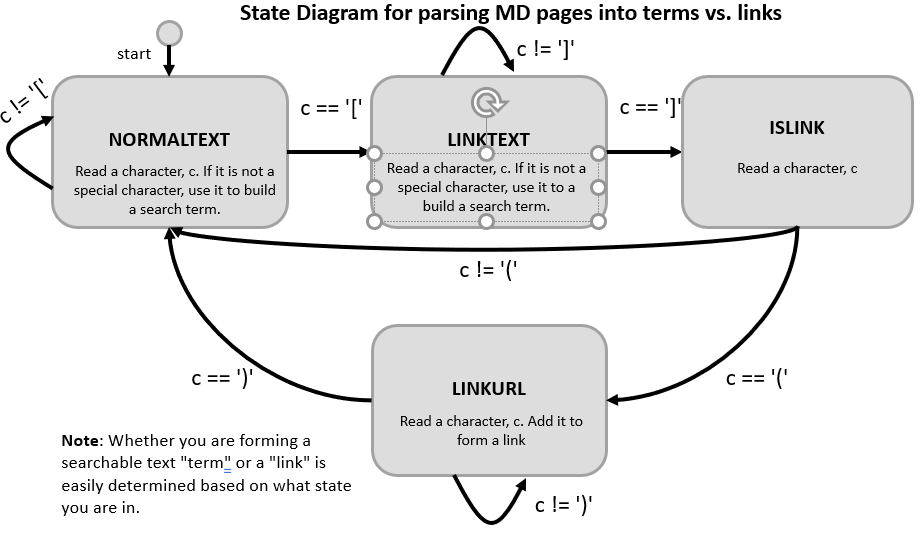 State Diagram for parsing MD pages into terms vs. links
start
c != '['
NORMALTEXT
Read a character, c. If it is not a
special character, use it to build
a search term.
c == '['
c != ']'
LINKTEXT
Read a character, c. If it is not a
special character, use it to a
build a search term.
c == ']'
ISLINK
Read a character, c
c != '('
c == ')'
c == '('
LINKURL
Read a character, c. Add it to
form a link
c != ')'
Note: Whether you are forming a
searchable text "term" or a "link" is
easily determined based on what state
you are in.